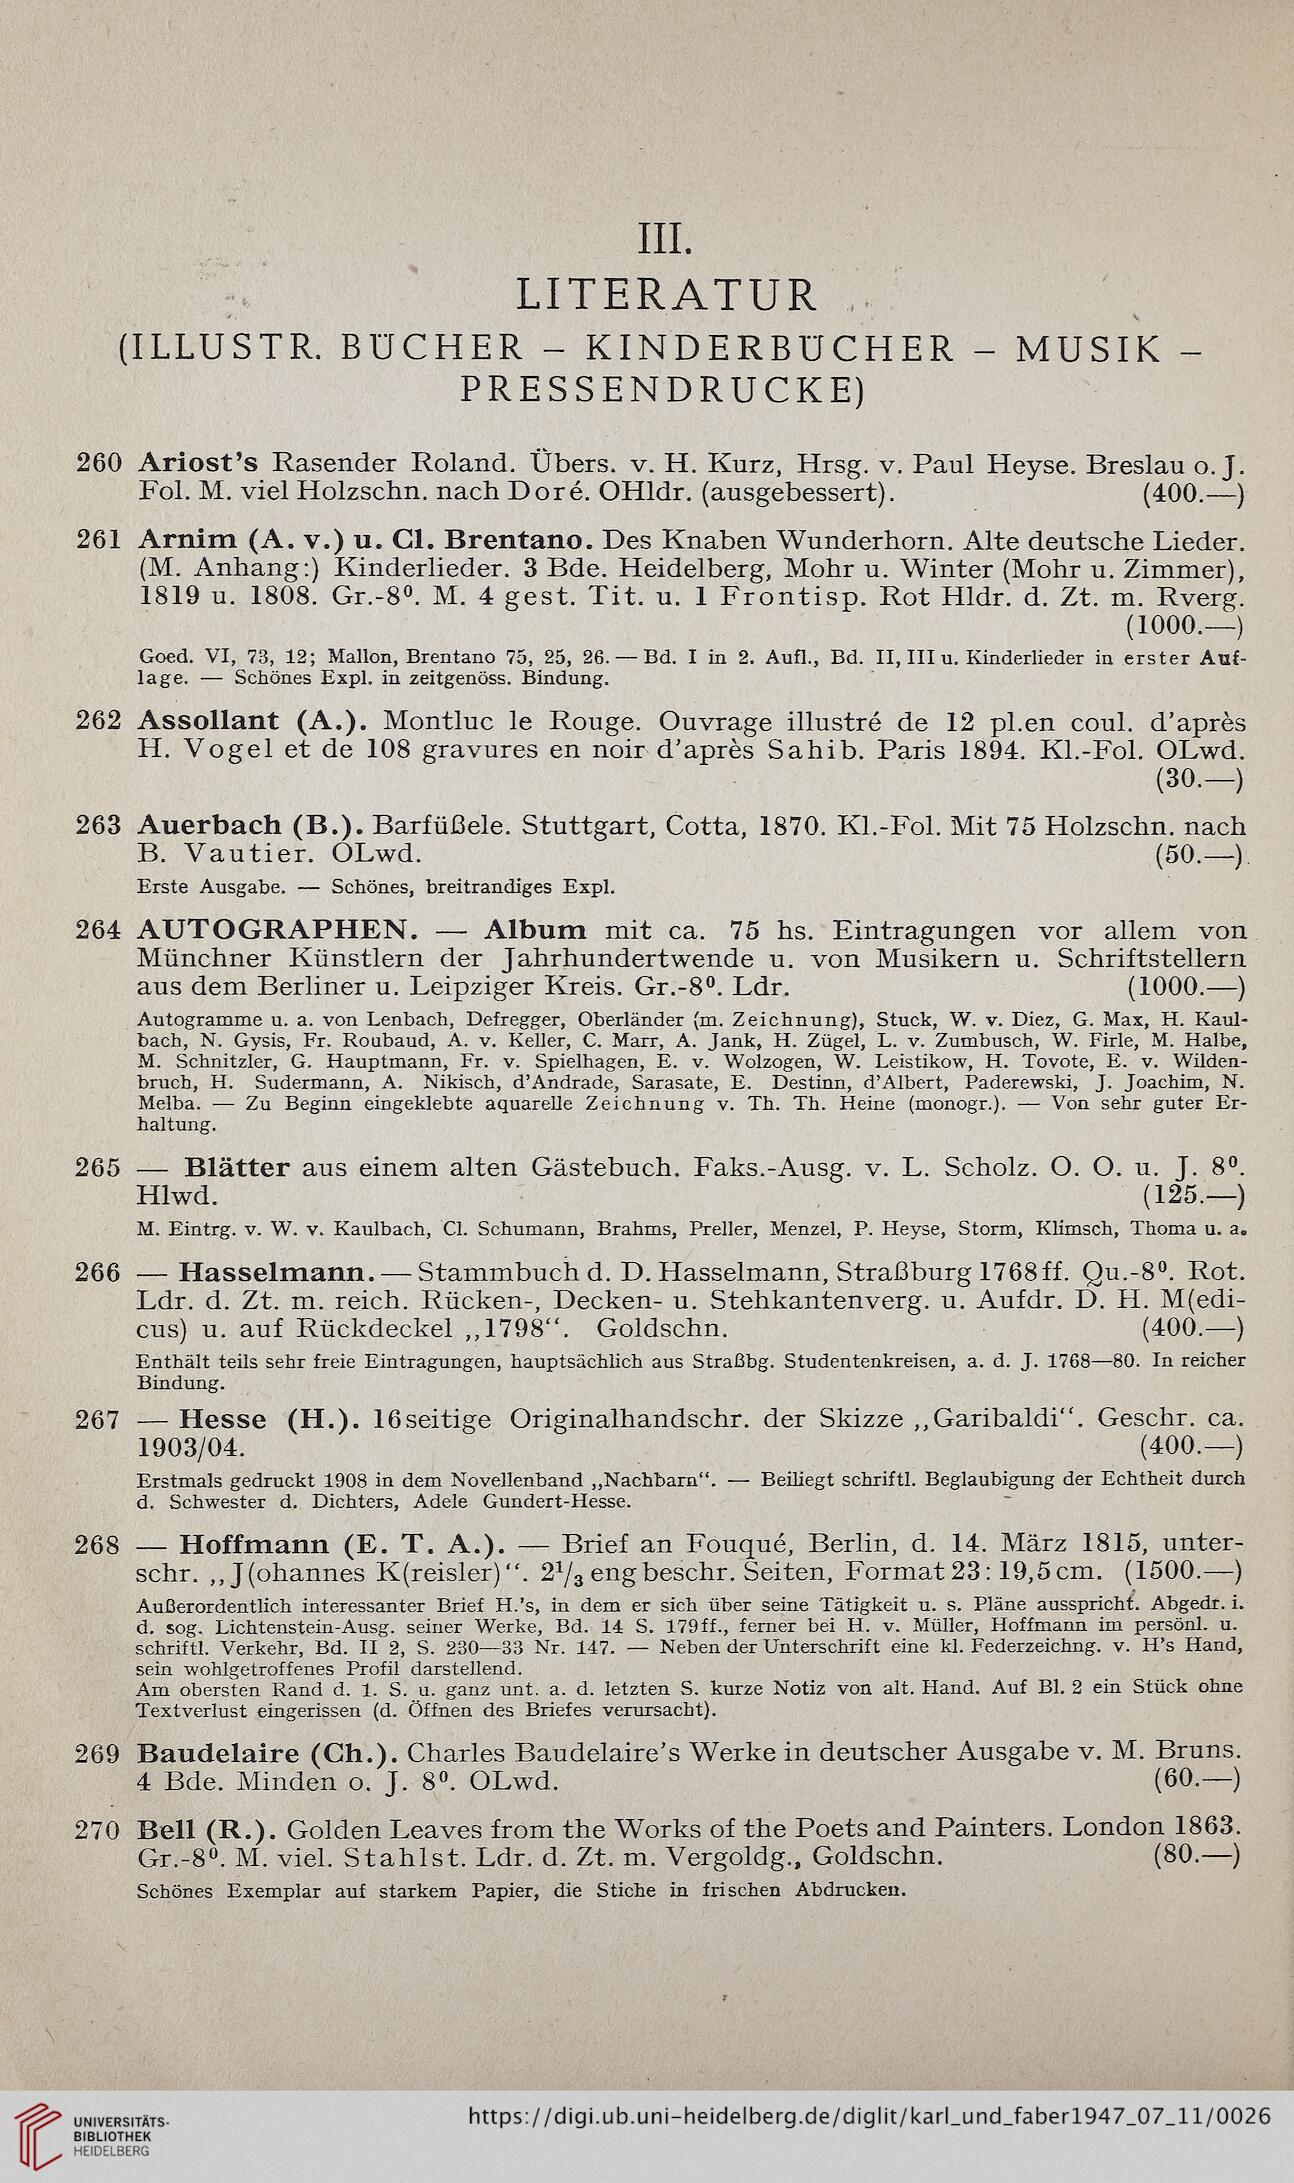 III.
LITERATUR
(ILLUSTR. BÜCHER – KINDERBÜCHER – MUSIK –
PRESSENDRUCKE)
260 Ariost's Rasender Roland. Übers. v. H. Kurz, Hrsg. v. Paul Heyse. Breslau o. J.
Fol. M. viel Holzschn. nach Doré. OHldr. (ausgebessert). (400.—)
261 Arnim (A. v.) u. Cl. Brentano. Des Knaben Wunderhorn. Alte deutsche Lieder.
(M. Anhang:) Kinderlieder. 3 Bde. Heidelberg, Mohr u. Winter (Mohr u. Zimmer),
1819 u. 1808. Gr.-8⁰. M. 4 gest. Tit. u. 1 Frontisp. Rot Hldr. d. Zt. m. Rverg.
(1000.—)
Goed. VI, 73, 12; Mallon, Brentano 75, 25, 26. — Bd. I in 2. Aufl., Bd. II, III u. Kinderlieder in erster Auf-
lage. — Schönes Expl. in zeitgenöss. Bindung.
262 Assollant (A.). Montluc le Rouge. Ouvrage illustré de 12 pl.en coul. d'après
H. Vogel et de 108 gravures en noir d'après Sahib. Paris 1894. Kl.-Fol. OLwd.
(30.—)
263 Auerbach (B.). Barfüßele. Stuttgart, Cotta, 1870. Kl.-Fol. Mit 75 Holzschn. nach
B. Vautier. OLwd. (50.—)
Erste Ausgabe. — Schönes, breitrandiges Expl.
264 AUTOGRAPHEN. — Album mit ca. 75 hs. Eintragungen vor allem von
Münchner Künstlern der Jahrhundertwende u. von Musikern u. Schriftstellern
aus dem Berliner u. Leipziger Kreis. Gr.-8⁰. Ldr. (1000.—)
Autogramme u. a. von Lenbach, Defregger, Oberländer (m. Zeichnung), Stuck, W. v. Diez, G. Max, H. Kaul-
bach, N. Gysis, Fr. Roubaud, A. v. Keller, C. Marr, A. Jank, H. Zügel, L. v. Zumbusch, W. Firle, M. Halbe,
M. Schnitzler, G. Hauptmann, Fr. v. Spielhagen, E. v. Wolzogen, W. Leistikow, H. Tovote, E. v. Wilden-
bruch, H. Sudermann, A. Nikisch, d'Andrade, Sarasate, E. Destinn, d'Albert, Paderewski, J. Joachim, N.
Melba. — Zu Beginn eingeklebte aquarelle Zeichnung v. Th. Th. Heine (monogr.). — Von sehr guter Er-
haltung.
265 — Blätter aus einem alten Gästebuch. Faks.-Ausg. v. L. Scholz. O. O. u. J. 8⁰.
Hlwd. (125.—)
M. Eintrg. v. W. v. Kaulbach, Cl. Schumann, Brahms, Preller, Menzel, P. Heyse, Storm, Klimsch, Thoma u. a.
266 — Hasselmann. — Stammbuch d. D. Hasselmann, Straßburg 1768 ff. Qu.-8⁰. Rot.
Ldr. d. Zt. m. reich. Rücken-, Decken- u. Stehkantenverg. u. Aufdr. D. H. M(edi-
cus) u. auf Rückdeckel „1798“. Goldschn. (400.—)
Enthält teils sehr freie Eintragungen, hauptsächlich aus Straßbg. Studentenkreisen, a. d. J. 1768—80. In reicher
Bindung.
267 — Hesse (H.). 16seitige Originalhandschr. der Skizze „Garibaldi“. Geschr. ca.
1903/04. (400.—)
Erstmals gedruckt 1908 in dem Novellenband „Nachbarn“. — Beiliegt schriftl. Beglaubigung der Echtheit durch
d. Schwester d. Dichters, Adele Gundert-Hesse.
268 — Hoffmann (E. T. A.). — Brief an Fouqué, Berlin, d. 14. März 1815, unter-
schr. „J(ohannes K(reisler)“. 2¹/₃ eng beschr. Seiten, Format 23 : 19,5 cm. (1500.—)
Außerordentlich interessanter Brief H.'s, in dem er sich über seine Tätigkeit u. s. Pläne ausspricht. Abgedr. i.
d. sog. Lichtenstein-Ausg. seiner Werke, Bd. 14 S. 179 ff., ferner bei H. v. Müller, Hoffmann im persönl. u.
schriftl. Verkehr, Bd. II 2, S. 230—33 Nr. 147. — Neben der Unterschrift eine kl. Federzeichng. v. H's Hand,
sein wohlgetroffenes Profil darstellend.
Am obersten Rand d. 1. S. u. ganz unt. a. d. letzten S. kurze Notiz von alt. Hand. Auf Bl. 2 ein Stück ohne
Textverlust eingerissen (d. Öffnen des Briefes verursacht).
269 Baudelaire (Ch.). Charles Baudelaire's Werke in deutscher Ausgabe v. M. Bruns.
4 Bde. Minden o. J. 8⁰. OLwd. (60.—)
270 Bell (R.). Golden Leaves from the Works of the Poets and Painters. London 1863.
Gr.-8⁰. M. viel. Stahlst. Ldr. d. Zt. m. Vergoldg., Goldschn. (80.—)
Schönes Exemplar auf starkem Papier, die Stiche in frischen Abdrucken.
UNIVERSITÄTS-
BIBLIOTHEK
HEIDELBERG
https://digi.ub.uni-heidelberg.de/diglit/karl_und_faber1947_07_11/0026